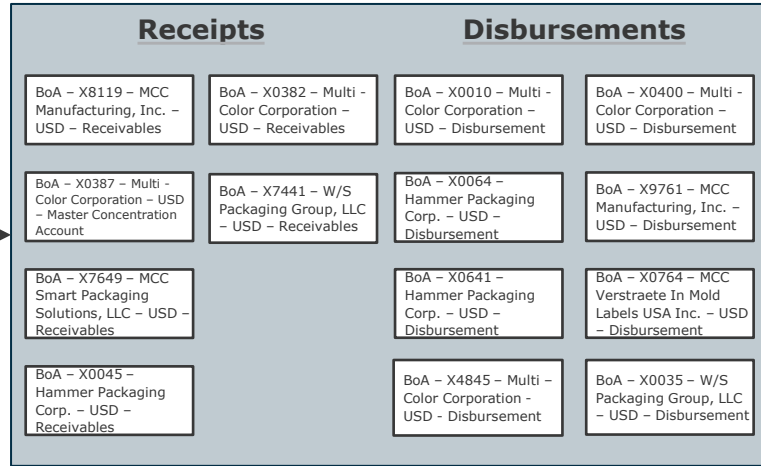 Receipts
Disbursements
BoA – X8119 – MCC
Manufacturing, Inc. –
USD – Receivables
BoA – X0382 – Multi -
Color Corporation –
USD – Receivables
BoA – X0010 – Multi -
Color Corporation –
USD – Disbursement
BoA – X0400 – Multi -
Color Corporation –
USD – Disbursement
BoA – X0387 – Multi -
Color Corporation – USD
– Master Concentration
Account
BoA – X7441 – W/S
Packaging Group, LLC
– USD – Receivables
BoA – X0064 –
Hammer Packaging
Corp. – USD –
Disbursement
BoA – X9761 – MCC
Manufacturing, Inc. –
USD – Disbursement
BoA – X7649 – MCC
Smart Packaging
Solutions, LLC – USD –
Receivables
BoA – X0641 –
Hammer Packaging
Corp. – USD –
Disbursement
BoA – X0764 – MCC
Verstraete In Mold
Labels USA Inc. – USD
– Disbursement
BoA – X0045 –
Hammer Packaging
Corp. – USD –
Receivables
BoA – X4845 – Multi –
Color Corporation -
USD - Disbursement
BoA – X0035 – W/S
Packaging Group, LLC
– USD – Disbursement